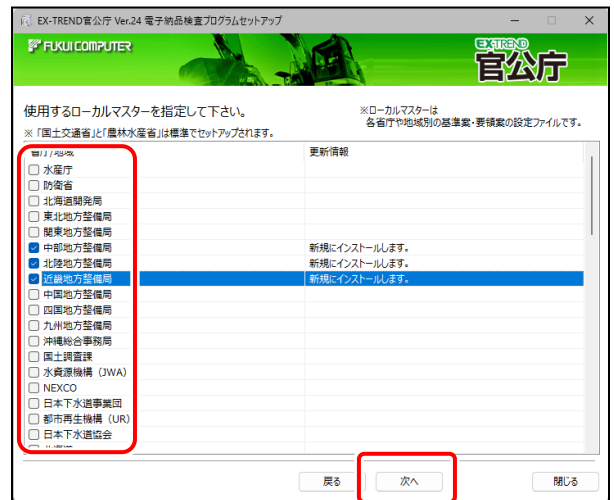 EX-TREND官公庁 Ver.24 電子納品検査プログラムセットアップ
FUKUI COMPUTER
EXTREND
官公庁
使用するローカルマスターを指定して下さい。
※ローカルマスターは
各省庁や地域別の基準案・要領案の設定ファイルです。
※「国土交通省」と「農林水産省」は標準でセットアップされます。
省庁/地域 更新情報
水産庁
防衛省
北海道開発局
東北地方整備局
関東地方整備局
中部地方整備局 新規にインストールします。
北陸地方整備局 新規にインストールします。
近畿地方整備局 新規にインストールします。
中国地方整備局
四国地方整備局
九州地方整備局
沖縄総合事務局
国土調査課
水資源機構（JWA）
NEXCO
日本下水道事業団
都市再生機構（UR）
日本下水道協会
戻る 次へ 閉じる